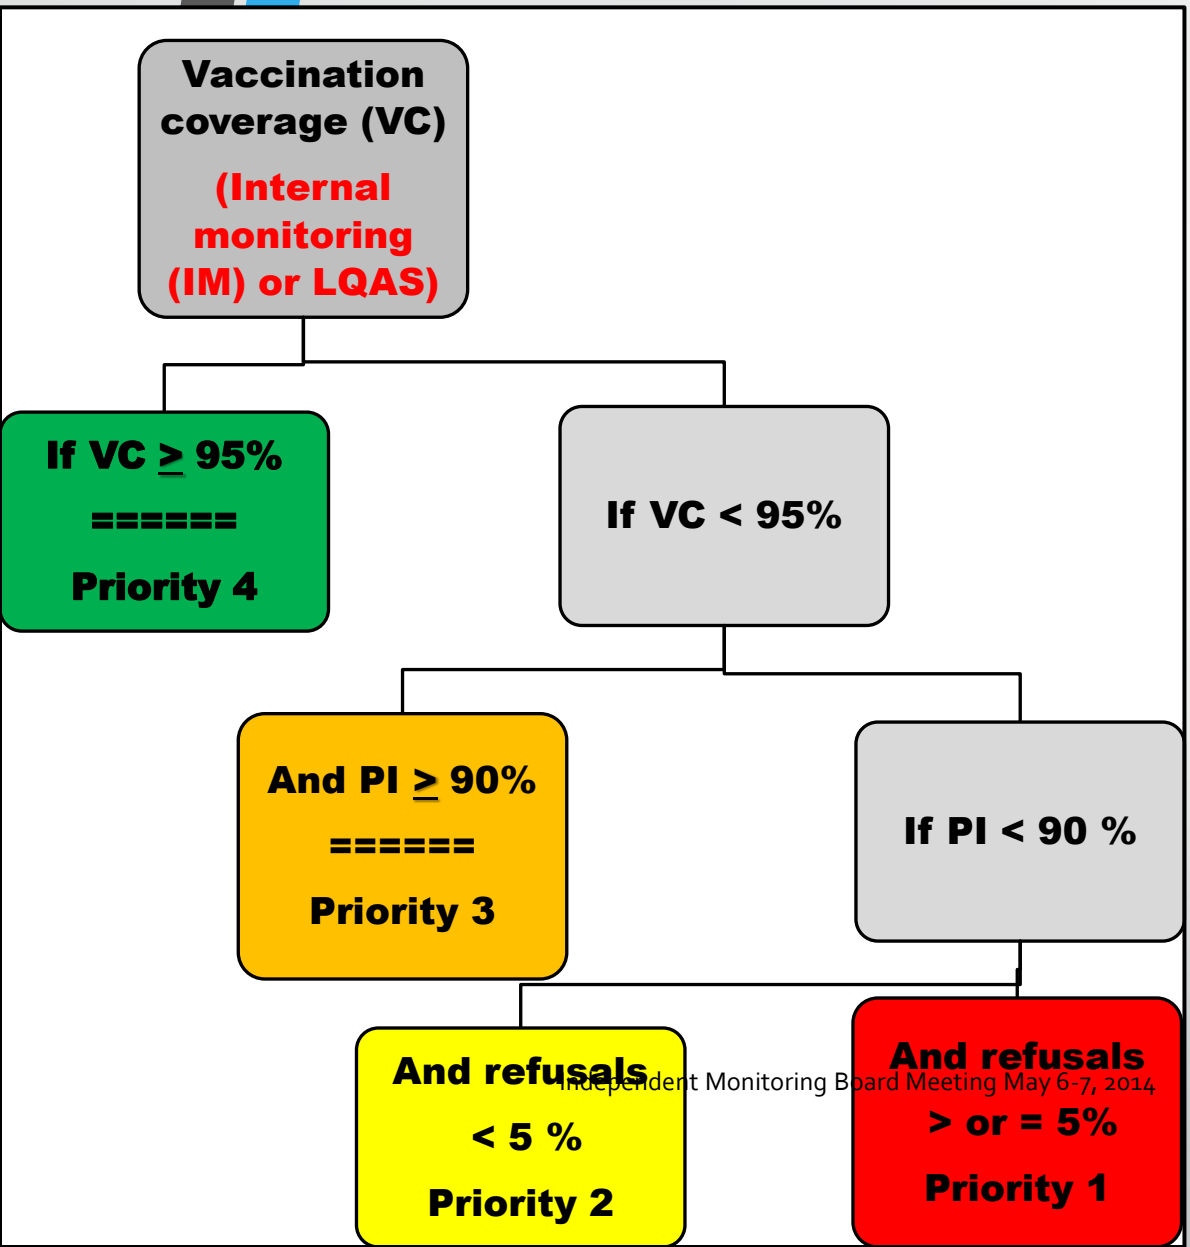 Vaccination
coverage (VC)
(Internal
monitoring
(IM) or LQAS)
If VC ≥ 95%
======
Priority 4
If VC < 95%
And PI ≥ 90%
======
Priority 3
If PI < 90 %
And refusals
< 5 %
Priority 2
And refusals
> or = 5%
Priority 1
Independent Monitoring Board Meeting May 6-7, 2014